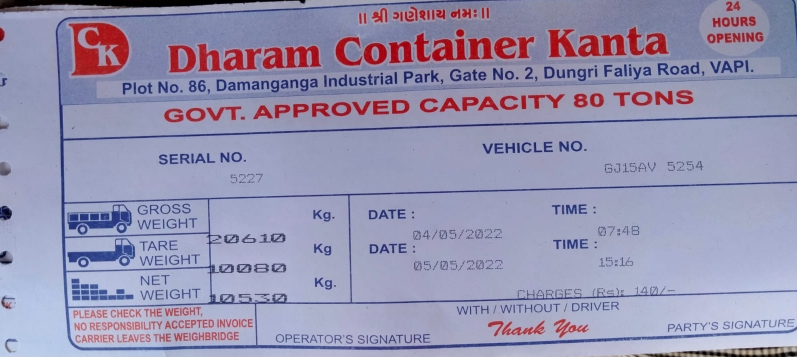 ॥ શ્રી ગણેશાય નમઃ॥
24
HOURS
OPENING
CK
Dharam Container Kanta
Plot No. 86, Damanganga Industrial Park, Gate No. 2, Dungri Faliya Road, VAPI.
GOVT. APPROVED CAPACITY 80 TONS
SERIAL NO. VEHICLE NO.
5227 GJ15AV 5254
GROSS WEIGHT 20610 Kg. DATE : 04/05/2022 TIME : 07:48
TARE WEIGHT 10080 Kg DATE : 05/05/2022 TIME : 15:16
NET WEIGHT 10530 Kg.
CHARGES (Rs): 140/-
PLEASE CHECK THE WEIGHT,
NO RESPONSIBILITY ACCEPTED INVOICE
CARRIER LEAVES THE WEIGHBRIDGE
OPERATOR'S SIGNATURE
WITH / WITHOUT / DRIVER
Thank You
PARTY'S SIGNATURE